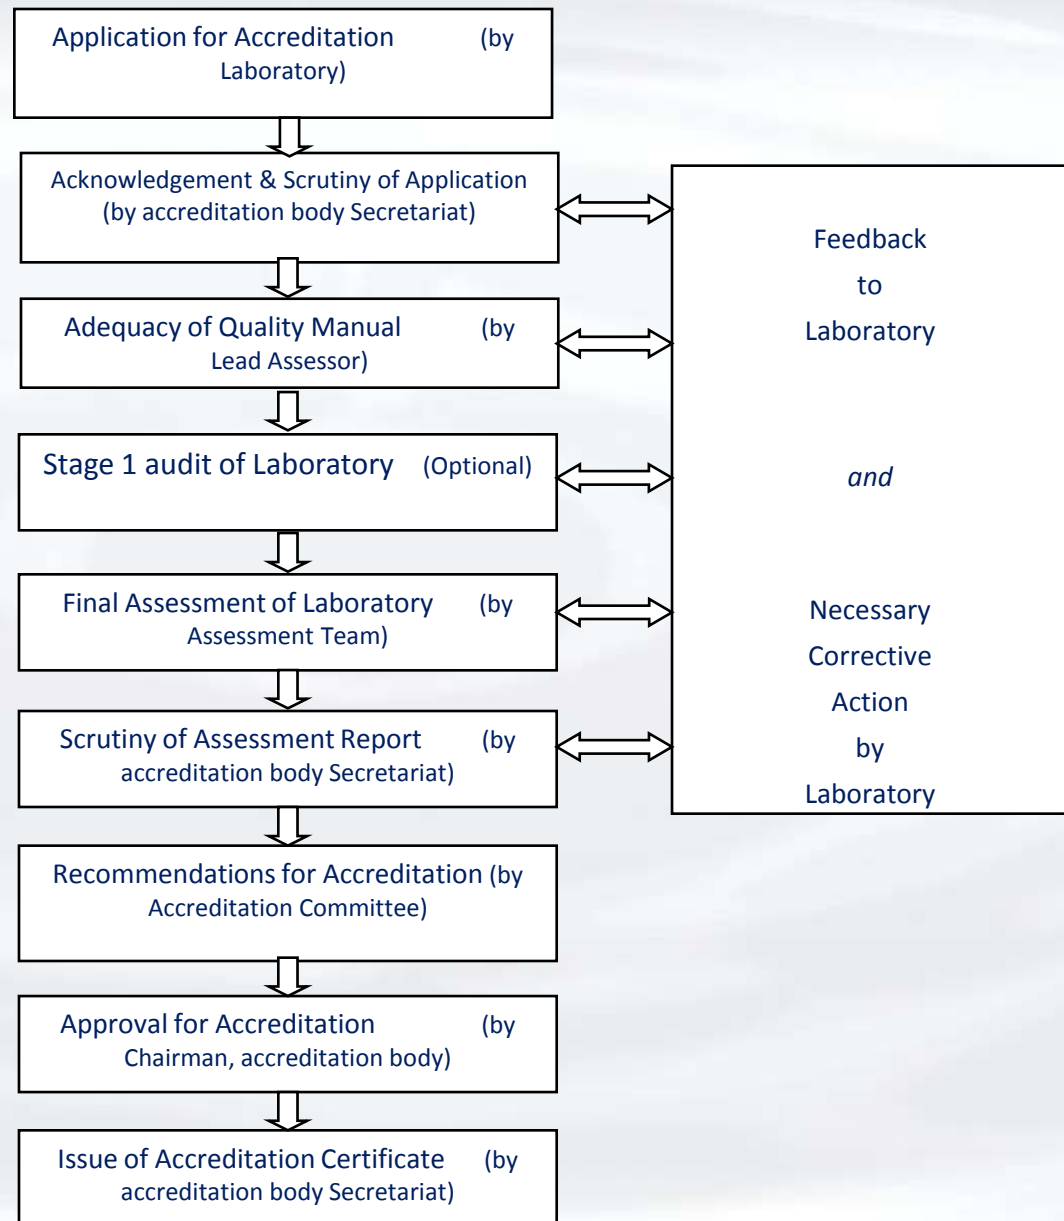 Application for Accreditation (by
Laboratory)
Acknowledgement & Scrutiny of Application
(by accreditation body Secretariat)
Adequacy of Quality Manual (by
Lead Assessor)
Stage 1 audit of Laboratory (Optional)
Final Assessment of Laboratory (by
Assessment Team)
Scrutiny of Assessment Report (by
accreditation body Secretariat)
Recommendations for Accreditation (by
Accreditation Committee)
Approval for Accreditation (by
Chairman, accreditation body)
Issue of Accreditation Certificate (by
accreditation body Secretariat)
Feedback
to
Laboratory
and
Necessary
Corrective
Action
by
Laboratory